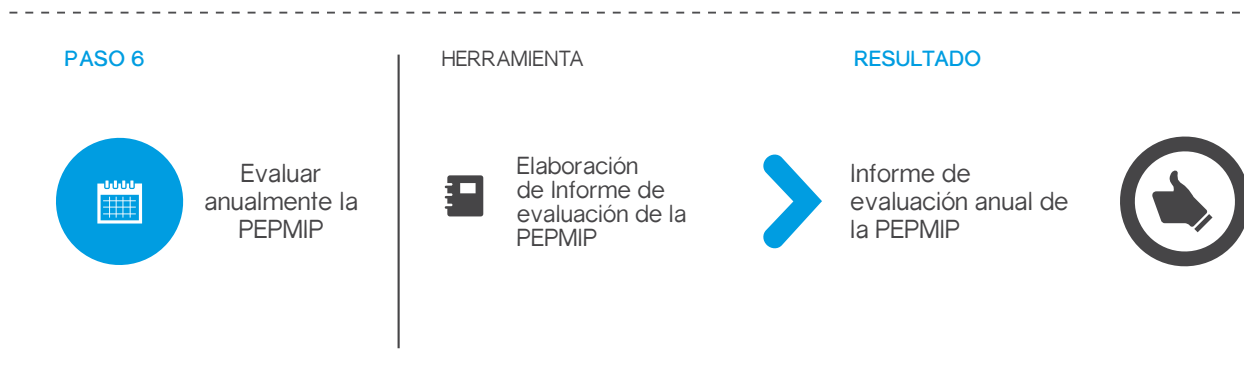 PASO 6
Evaluar
anualmente la
PEPMIP
HERRAMIENTA
Elaboración
de Informe de
evaluación de la
PEPMIP
RESULTADO
Informe de
evaluación anual de
la PEPMIP